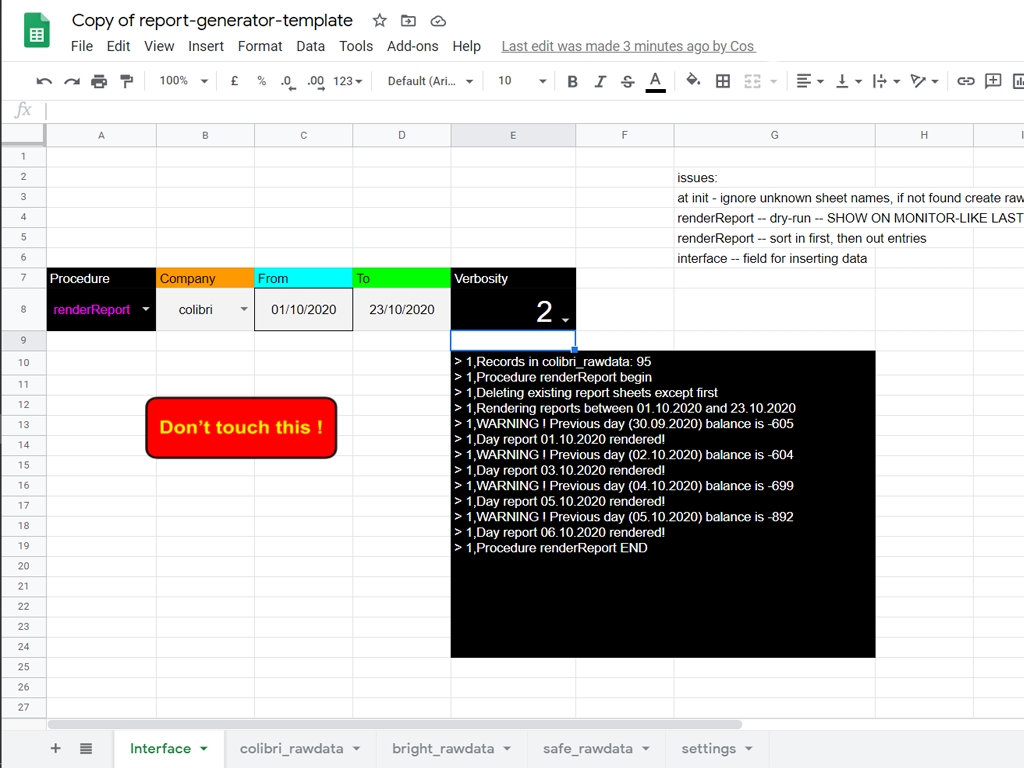 Copy of report-generator-template
File Edit View Insert Format Data Tools Add-ons Help Last edit was made 3 minutes ago by Cos
100% £ % .0 .00 123 Default (Ari... 10 B I S A
fx
A B C D E F G H I
1
2 issues:
3 at init - ignore unknown sheet names, if not found create raw
4 renderReport -- dry-run -- SHOW ON MONITOR-LIKE LAST
5 renderReport -- sort in first, then out entries
6 interface -- field for inserting data
7 Procedure Company From To Verbosity
8 renderReport colibri 01/10/2020 23/10/2020 2
9
10 > 1,Records in colibri_rawdata: 95
> 1,Procedure renderReport begin
11 > 1,Deleting existing report sheets except first
12 > 1,Rendering reports between 01.10.2020 and 23.10.2020
13 > 1,WARNING ! Previous day (30.09.2020) balance is -605
Don't touch this !
14 > 1,Day report 01.10.2020 rendered!
> 1,WARNING ! Previous day (02.10.2020) balance is -604
15 > 1,Day report 03.10.2020 rendered!
16 > 1,WARNING ! Previous day (04.10.2020) balance is -699
17 > 1,Day report 05.10.2020 rendered!
18 > 1,WARNING ! Previous day (05.10.2020) balance is -892
> 1,Day report 06.10.2020 rendered!
19 > 1,Procedure renderReport END
20
21
22
23
24
25
26
27
+ Interface colibri_rawdata bright_rawdata safe_rawdata settings